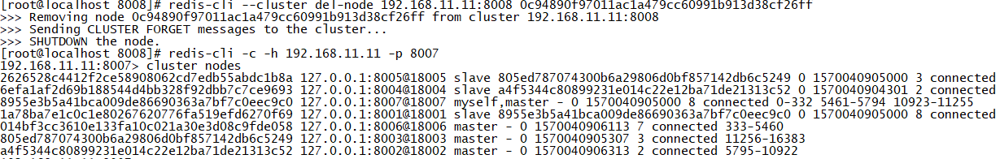 [root@localhost 8008]# redis-cli --cluster del-node 192.168.11.11:8008 0c94890f97011ac1a479cc60991b913d38cf26ff
>>> Removing node 0c94890f97011ac1a479cc60991b913d38cf26ff from cluster 192.168.11.11:8008
>>> Sending CLUSTER FORGET messages to the cluster...
>>> SHUTDOWN the node.
[root@localhost 8008]# redis-cli -c -h 192.168.11.11 -p 8007
192.168.11.11:8007> cluster nodes
2626528c4412f2ce58908062cd7edb55abdc1b8a 127.0.0.1:8005@18005 slave 805ed787074300b6a29806d0bf857142db6c5249 0 1570040905000 3 connected
6efa1af2d69b188544d4bb328f92dbb7c7ce9693 127.0.0.1:8004@18004 slave a4f5344c80899231e014c22e12ba71de21313c52 0 1570040904301 2 connected
8955e3b5a41bca009de86690363a7bf7c0eec9c0 127.0.0.1:8007@18007 myself,master - 0 1570040905000 8 connected 0-332 5461-5794 10923-11255
1a78ba7e1c0c1e80267620776fa519efd6270f69 127.0.0.1:8001@18001 slave 8955e3b5a41bca009de86690363a7bf7c0eec9c0 0 1570040905000 8 connected
014bf3cc3610e133fa10c021a30e3d08c9fde058 127.0.0.1:8006@18006 master - 0 1570040906113 7 connected 333-5460
805ed787074300b6a29806d0bf857142db6c5249 127.0.0.1:8003@18003 master - 0 1570040905307 3 connected 11256-16383
a4f5344c80899231e014c22e12ba71de21313c52 127.0.0.1:8002@18002 master - 0 1570040906313 2 connected 5795-10922